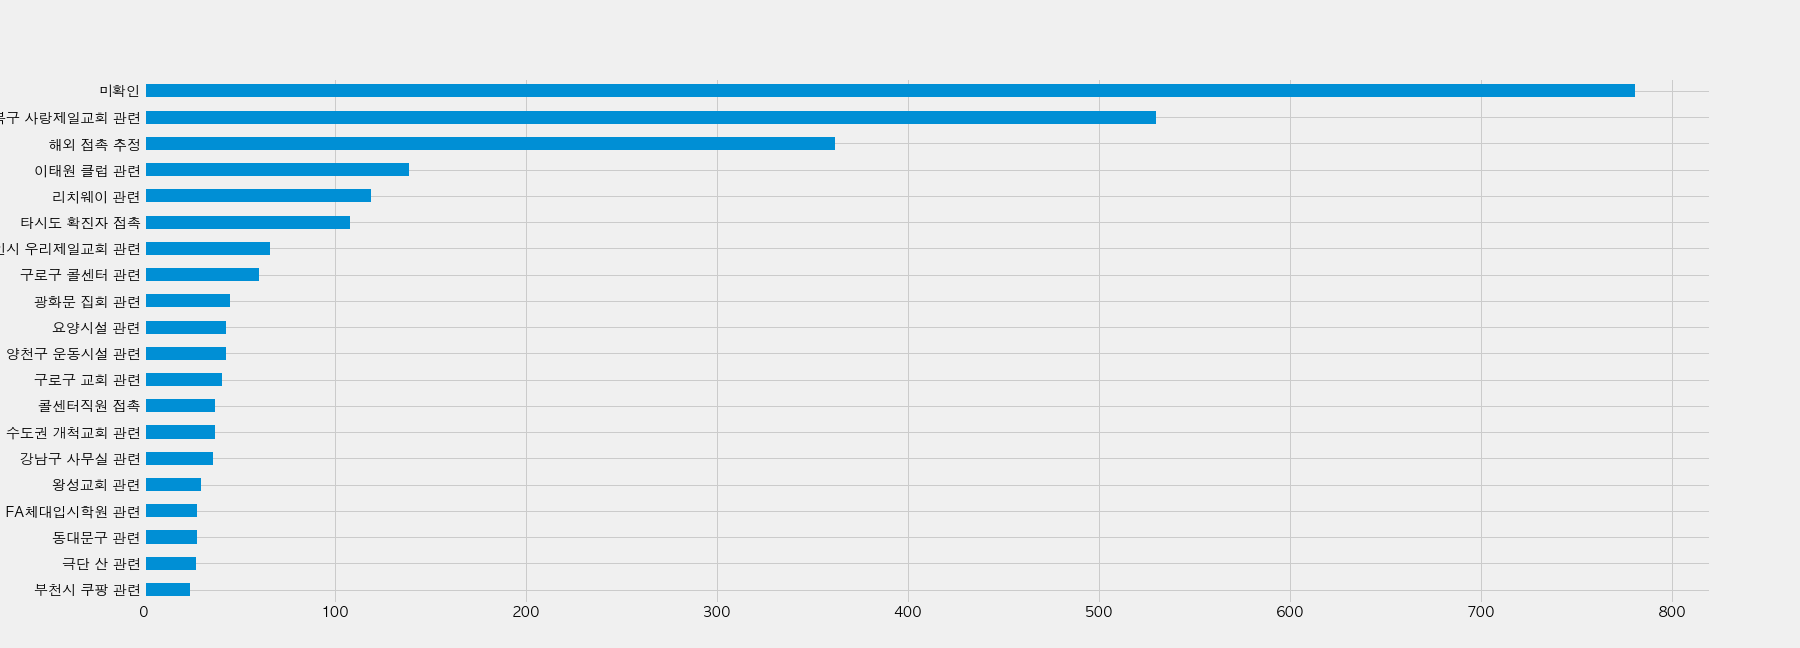 미확인
사랑제일교회 관련
해외 접촉 추정
이태원 클럽 관련
리치웨이 관련
타시도 확진자 접촉
우리제일교회 관련
구로구 콜센터 관련
광화문 집회 관련
요양시설 관련
양천구 운동시설 관련
구로구 교회 관련
콜센터직원 접촉
수도권 개척교회 관련
강남구 사무실 관련
왕성교회 관련
FA체대입시학원 관련
동대문구 관련
극단 산 관련
부천시 쿠팡 관련
0 100 200 300 400 500 600 700 800